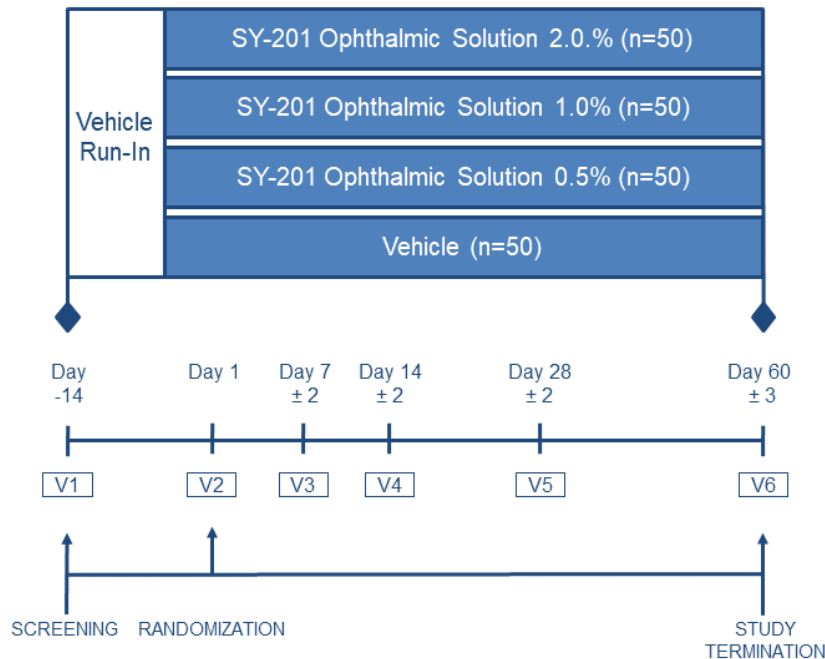 SY-201 Ophthalmic Solution 2.0.% (n=50)
Vehicle
Run-In
SY-201 Ophthalmic Solution 1.0% (n=50)
SY-201 Ophthalmic Solution 0.5% (n=50)
Vehicle (n=50)
Day
-14
Day 1
Day 7
± 2
Day 14
± 2
Day 28
± 2
Day 60
± 3
V1
V2
V3
V4
V5
V6
SCREENING
RANDOMIZATION
STUDY
TERMINATION